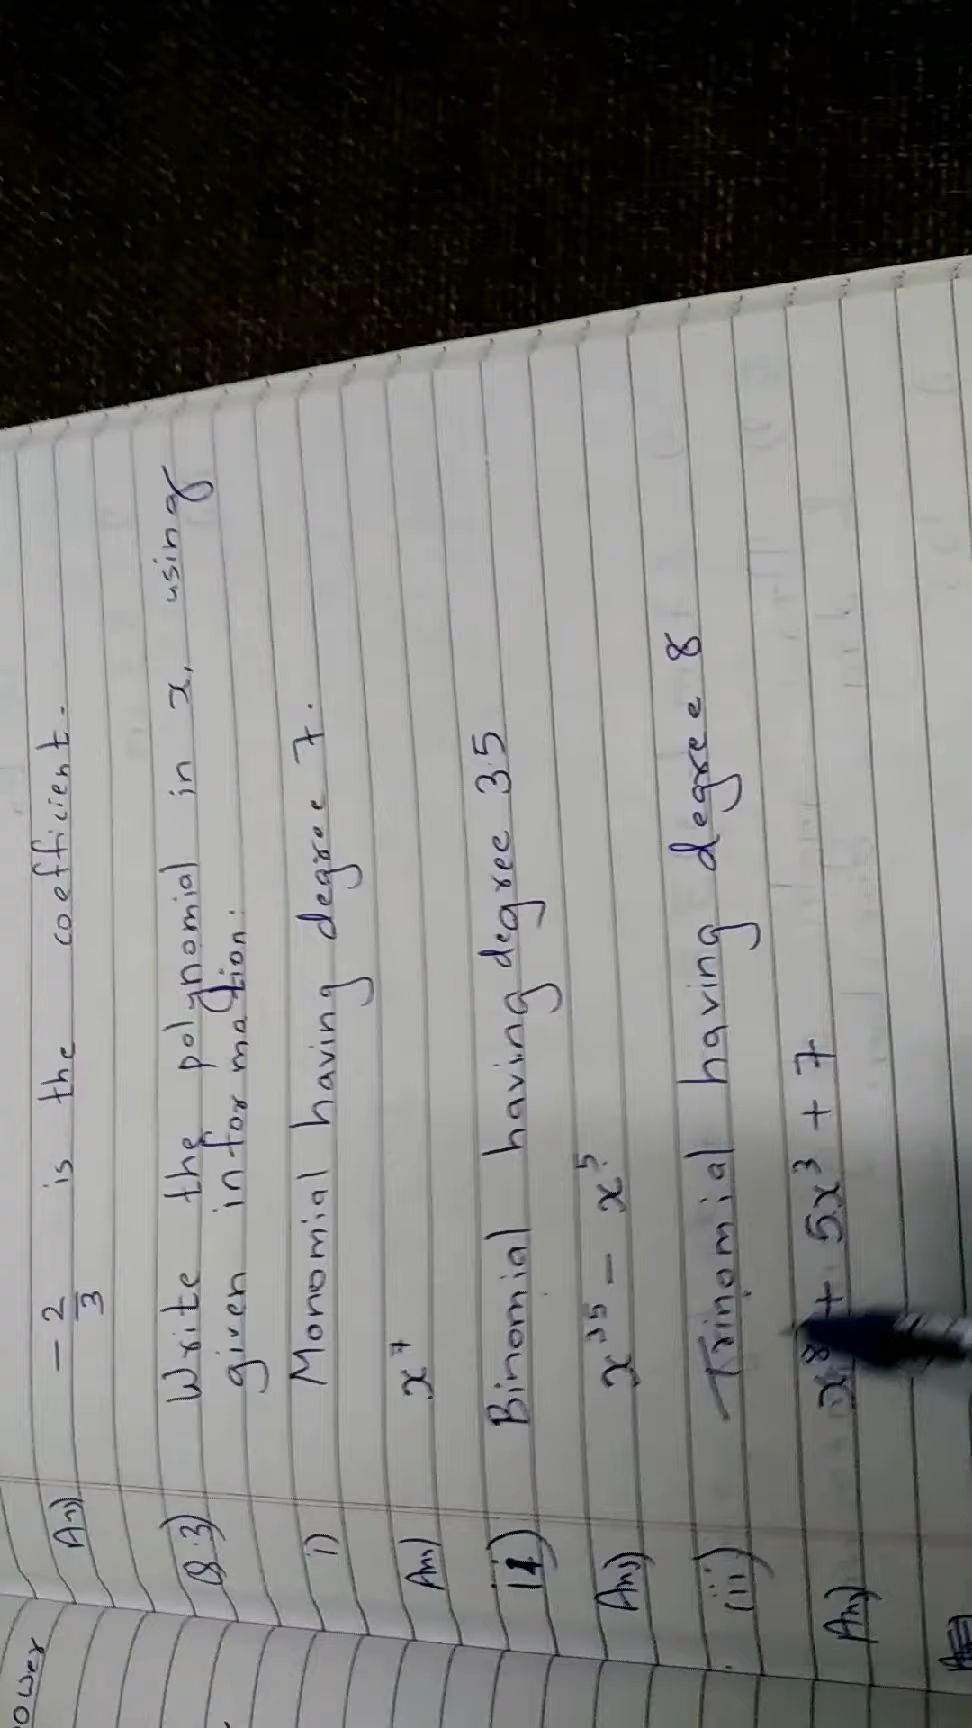 ower
Ans) -2/3 is the coefficient.
Q.3) Write the polynomial in x, using
given information:
i) Monomial having degree 7.
Ans) x⁷
ii) Binomial having degree 35
Ans) x³⁵ - x⁵
iii) Trinomial having degree 8
Ans) x⁸ + 5x³ + 7